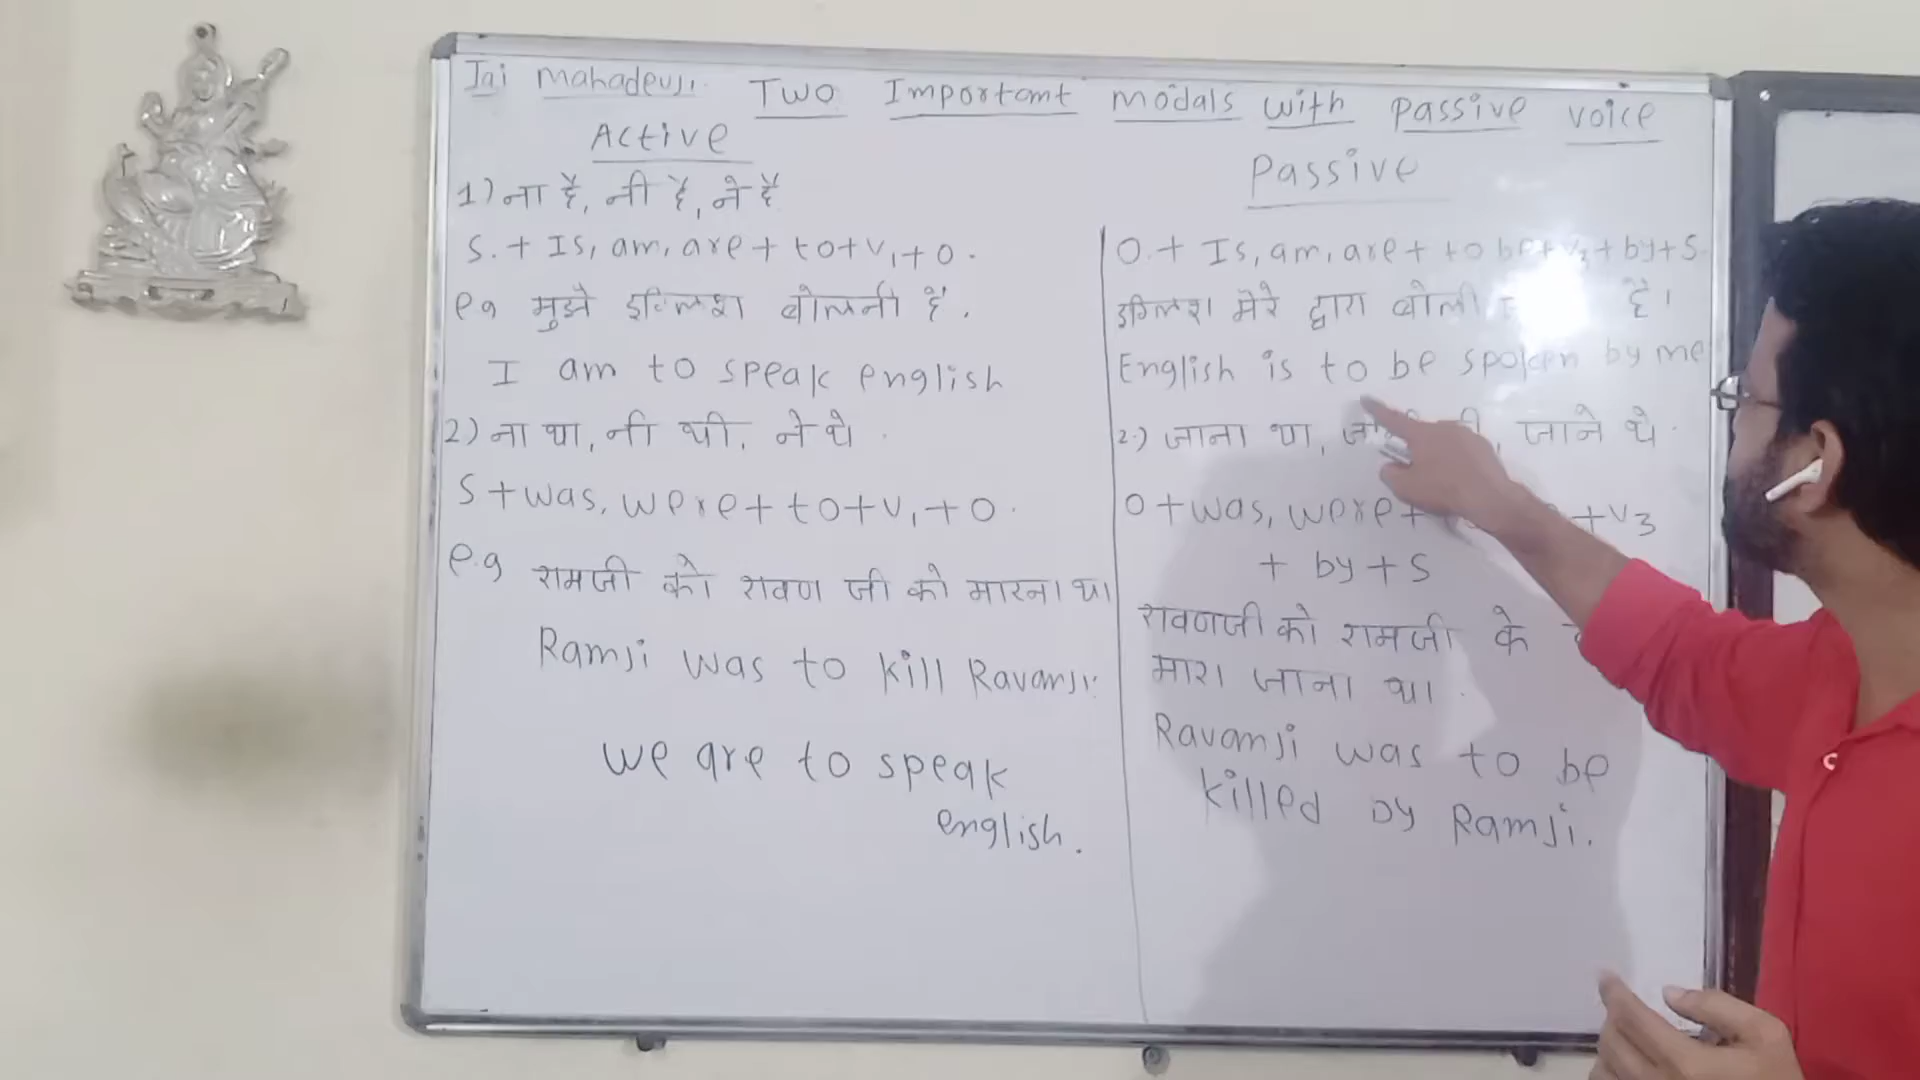 Jai mahadevji. Two Important modals with passive voice
Active
1) ना है, नी है, ने हैं
S. + Is, am, are + to + v1 + o.
eg मुझे इंग्लिश बोलनी है.
I am to speak english
2) ना था, नी थी, ने थे
S + was, were + to + v1 + o.
e.g रामजी को रावण जी को मारना था
Ramji was to kill Ravanji.
we are to speak
english.
Passive
O. + Is, am, are + to be + v3 + by + S.
इंग्लिश मेरे द्वारा बोली है।
English is to be spoken by me
2.) जाना था, जाने थे
O + was, were + + v3
+ by + S
रावणजी को रामजी के
मारा जाना था
Ravanji was to be
killed by Ramji.